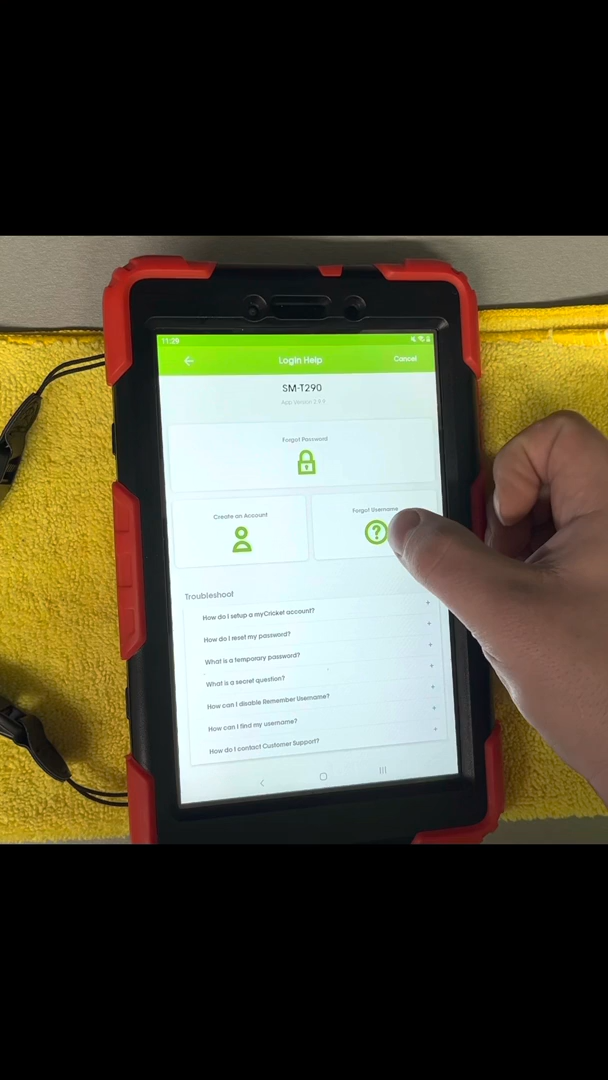 11:29
Login Help
Cancel
SM-T290
App Version 2.9.4
Forgot Password
Create an Account
Forgot Username
?
Troubleshoot
How do I setup a myCricket account?
How do I reset my password?
What is a temporary password?
What is a secret question?
How can I disable Remember Username?
How can I find my username?
How do I contact Customer Support?